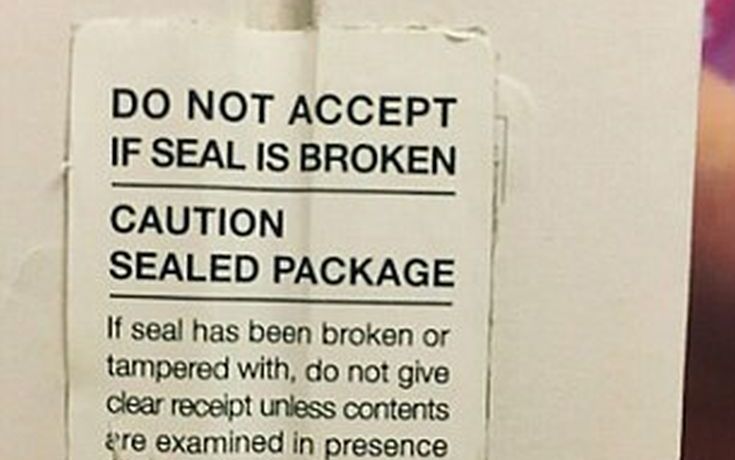 DO NOT ACCEPT
IF SEAL IS BROKEN
CAUTION
SEALED PACKAGE
If seal has been broken or
tampered with, do not give
clear receipt unless contents
are examined in presence